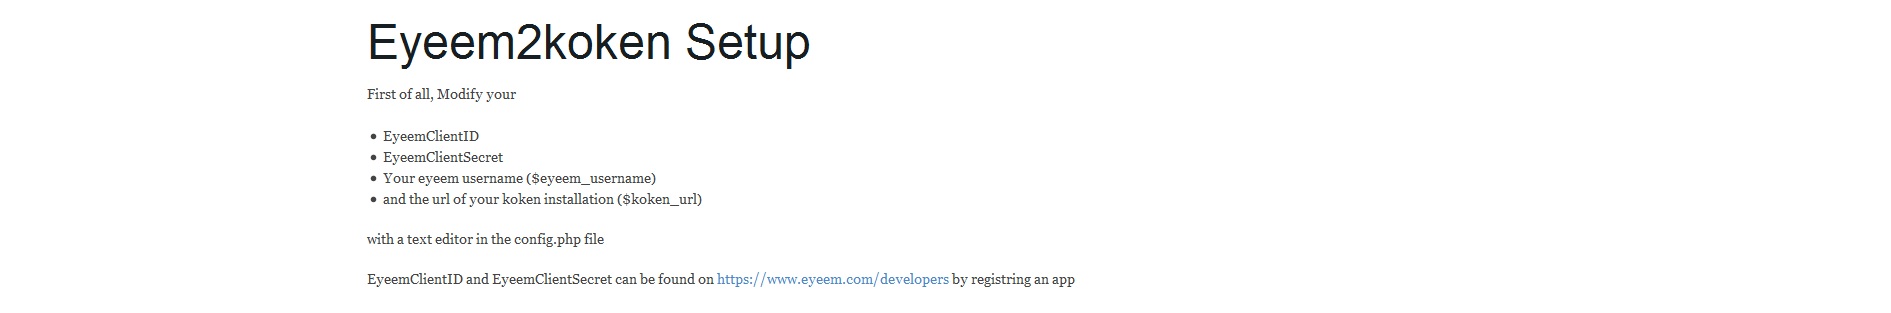 Eyeem2koken Setup
First of all, Modify your
• EyeemClientID
• EyeemClientSecret
• Your eyeem username ($eyeem_username)
• and the url of your koken installation ($koken_url)
with a text editor in the config.php file
EyeemClientID and EyeemClientSecret can be found on https://www.eyeem.com/developers by registring an app